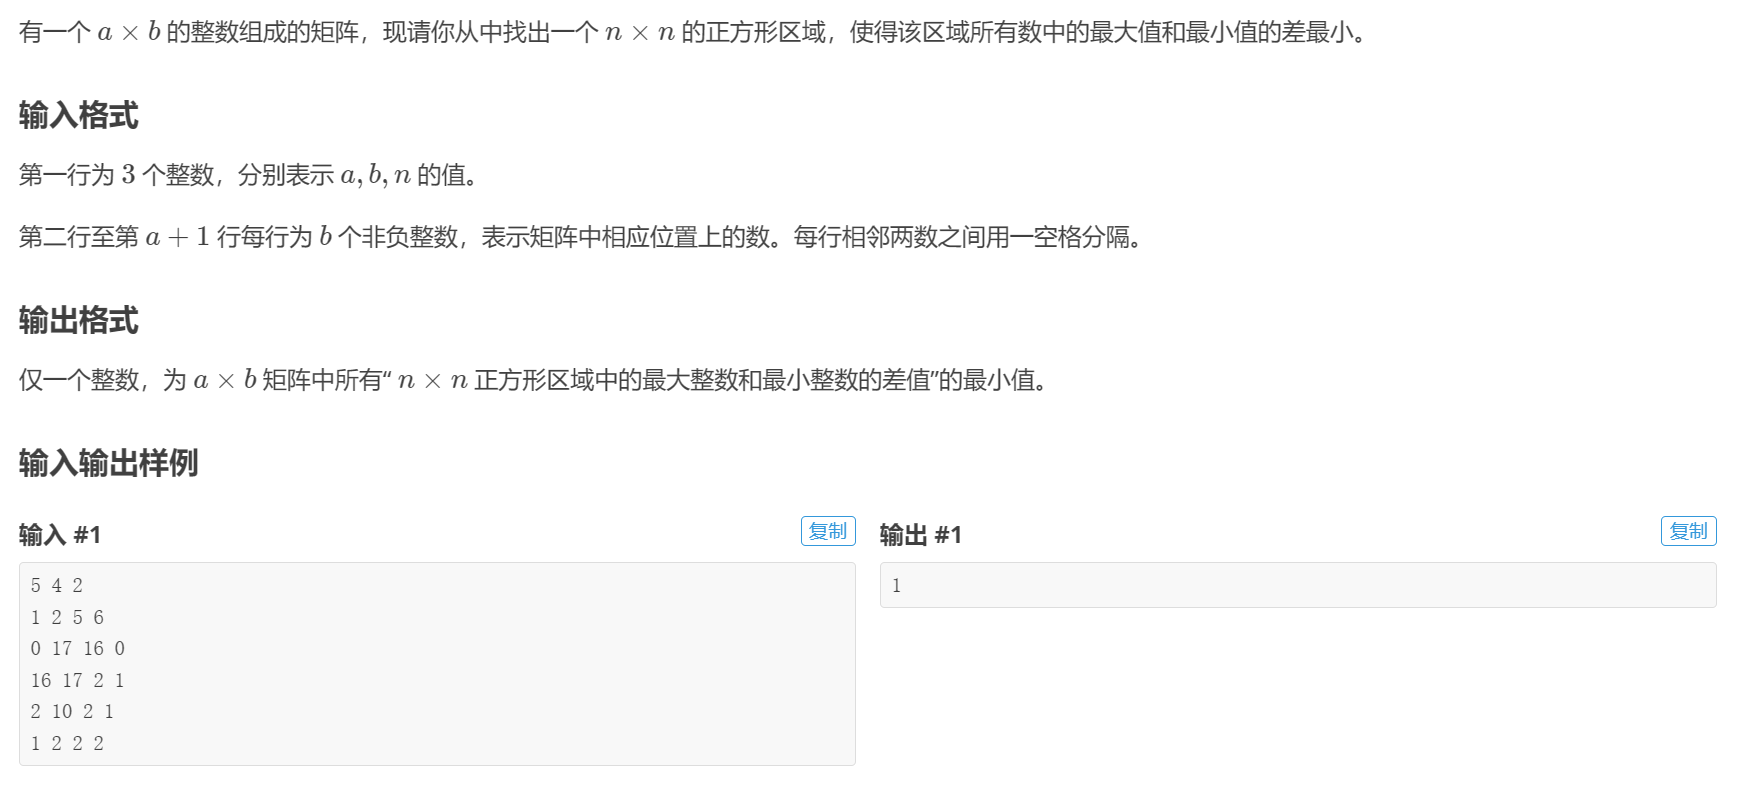 有一个 a × b 的整数组成的矩阵，现请你从中找出一个 n × n 的正方形区域，使得该区域所有数中的最大值和最小值的差最小。
输入格式
第一行为 3 个整数，分别表示 a, b, n 的值。
第二行至第 a + 1 行每行为 b 个非负整数，表示矩阵中相应位置上的数。每行相邻两数之间用一空格分隔。
输出格式
仅一个整数，为 a × b 矩阵中所有“ n × n 正方形区域中的最大整数和最小整数的差值”的最小值。
输入输出样例
输入 #1
复制
5 4 2
1 2 5 6
0 17 16 0
16 17 2 1
2 10 2 1
1 2 2 2
输出 #1
复制
1